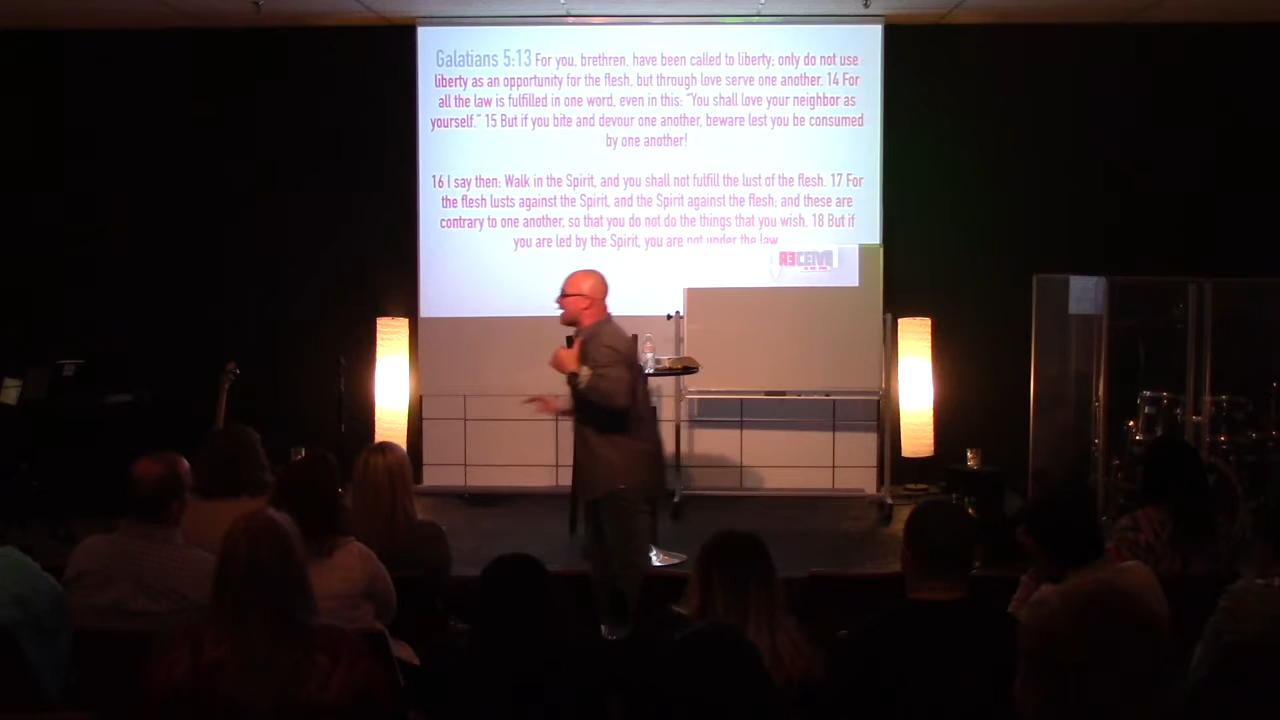 Galatians 5:13 For you, brethren, have been called to liberty; only do not use
liberty as an opportunity for the flesh, but through love serve one another. 14 For
all the law is fulfilled in one word, even in this: "You shall love your neighbor as
yourself." 15 But if you bite and devour one another, beware lest you be consumed
by one another!
16 I say then: Walk in the Spirit, and you shall not fulfill the lust of the flesh. 17 For
the flesh lusts against the Spirit, and the Spirit against the flesh; and these are
contrary to one another, so that you do not do the things that you wish. 18 But if
you are led by the Spirit, you are not under the law.
RECEIVE